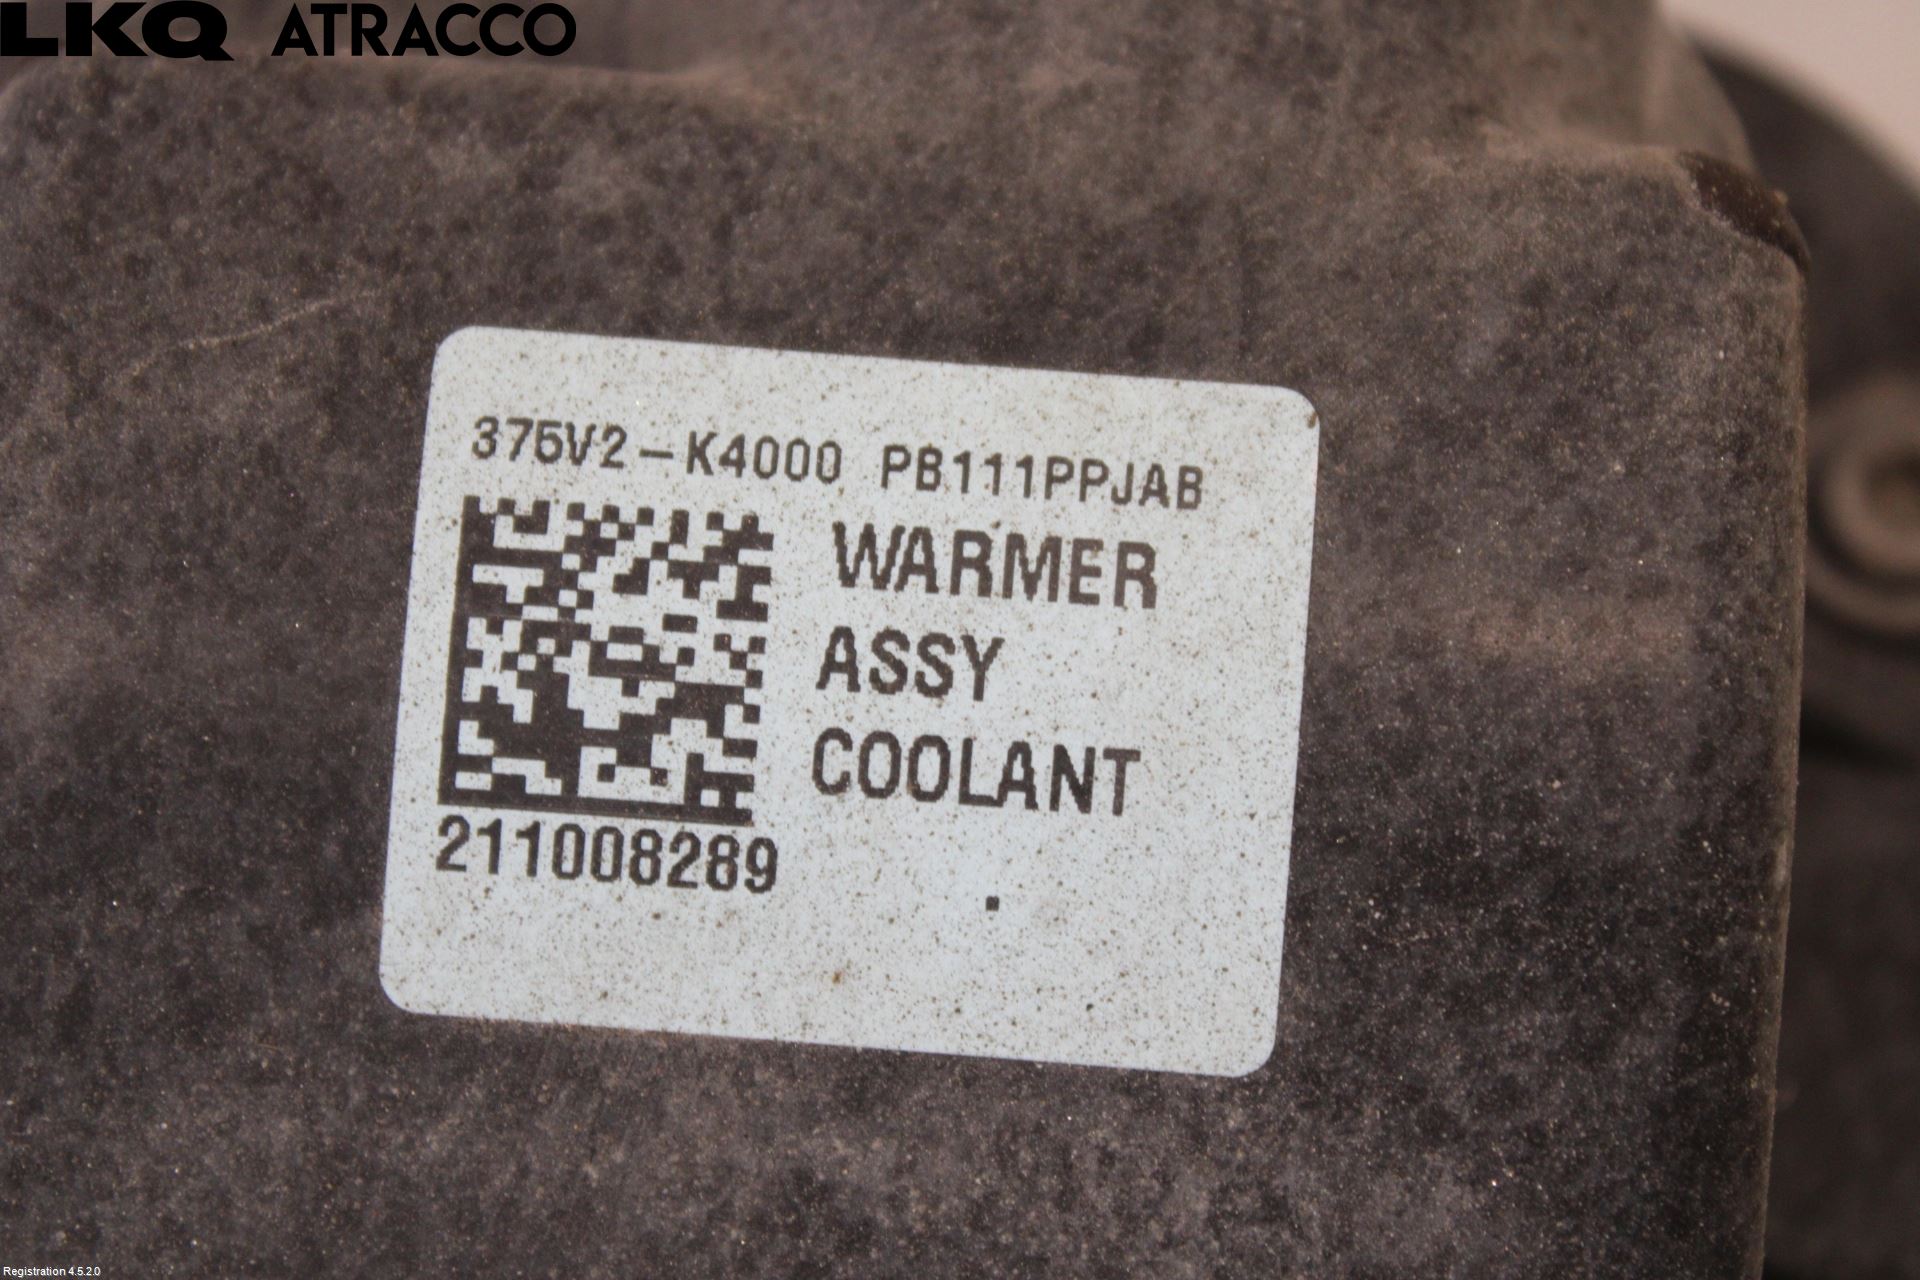 LKQ ATRACCO
375V2-K4000 PB111PPJAB
WARMER
ASSY
COOLANT
211008289
Registration 4.5.2.0